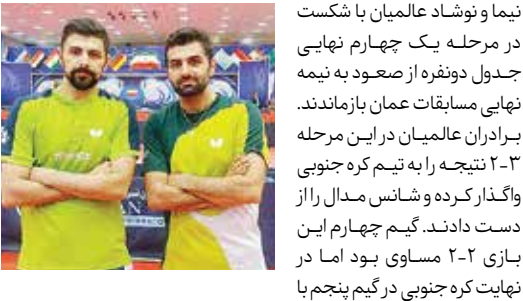 نیما و نوشاد عالمیان با شکست
در مرحله یک چهارم نهایی
جدول دونفره از صعود به نیمه
نهایی مسابقات عمان بازماندند.
برادران عالمیان در این مرحله
۳-۲ نتیجه را به تیم کره جنوبی
واگذار کرده و شانس مدال را از
دست دادند. گیم چهارم این
بازی ۲-۲ مساوی بود اما در
نهایت کره جنوبی در گیم پنجم با